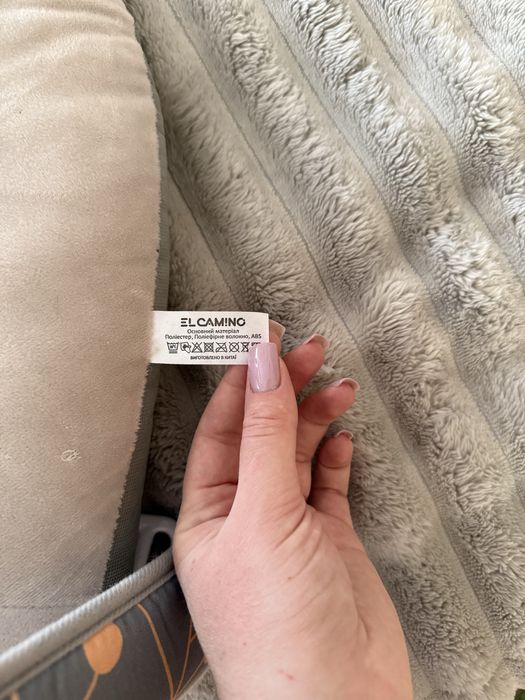 EL CAMINO
Основний матеріал
Поліестер, Поліефірне волокно, ABS
ВИГОТОВЛЕНО В КИТАЇ